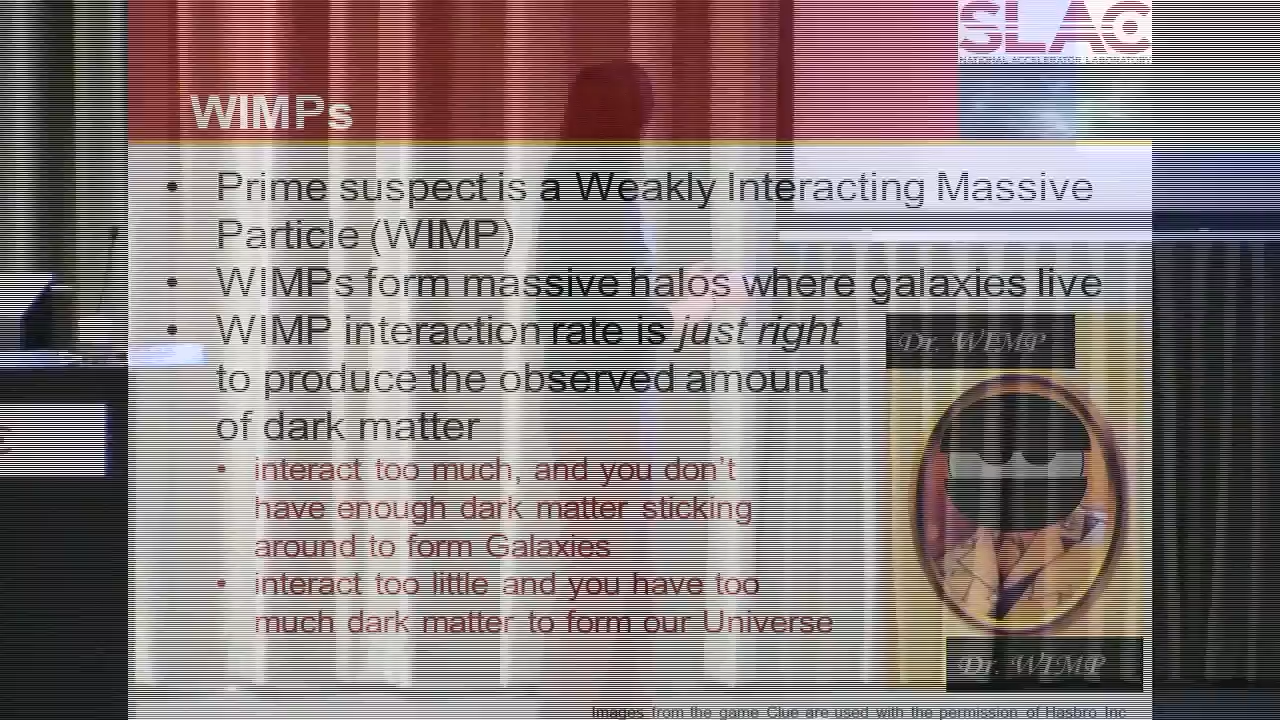 SLAC
NATIONAL ACCELERATOR LABORATORY
WIMPs
• Prime suspect is a Weakly Interacting Massive
Particle (WIMP)
• WIMPs form massive halos where galaxies live
• WIMP interaction rate is just right
to produce the observed amount
of dark matter
• interact too much, and you don't
have enough dark matter sticking
around to form Galaxies
• interact too little and you have too
much dark matter to form our Universe
Dr. WIMP
Dr. WIMP
Images from the game Clue are used with the permission of Hasbro Inc